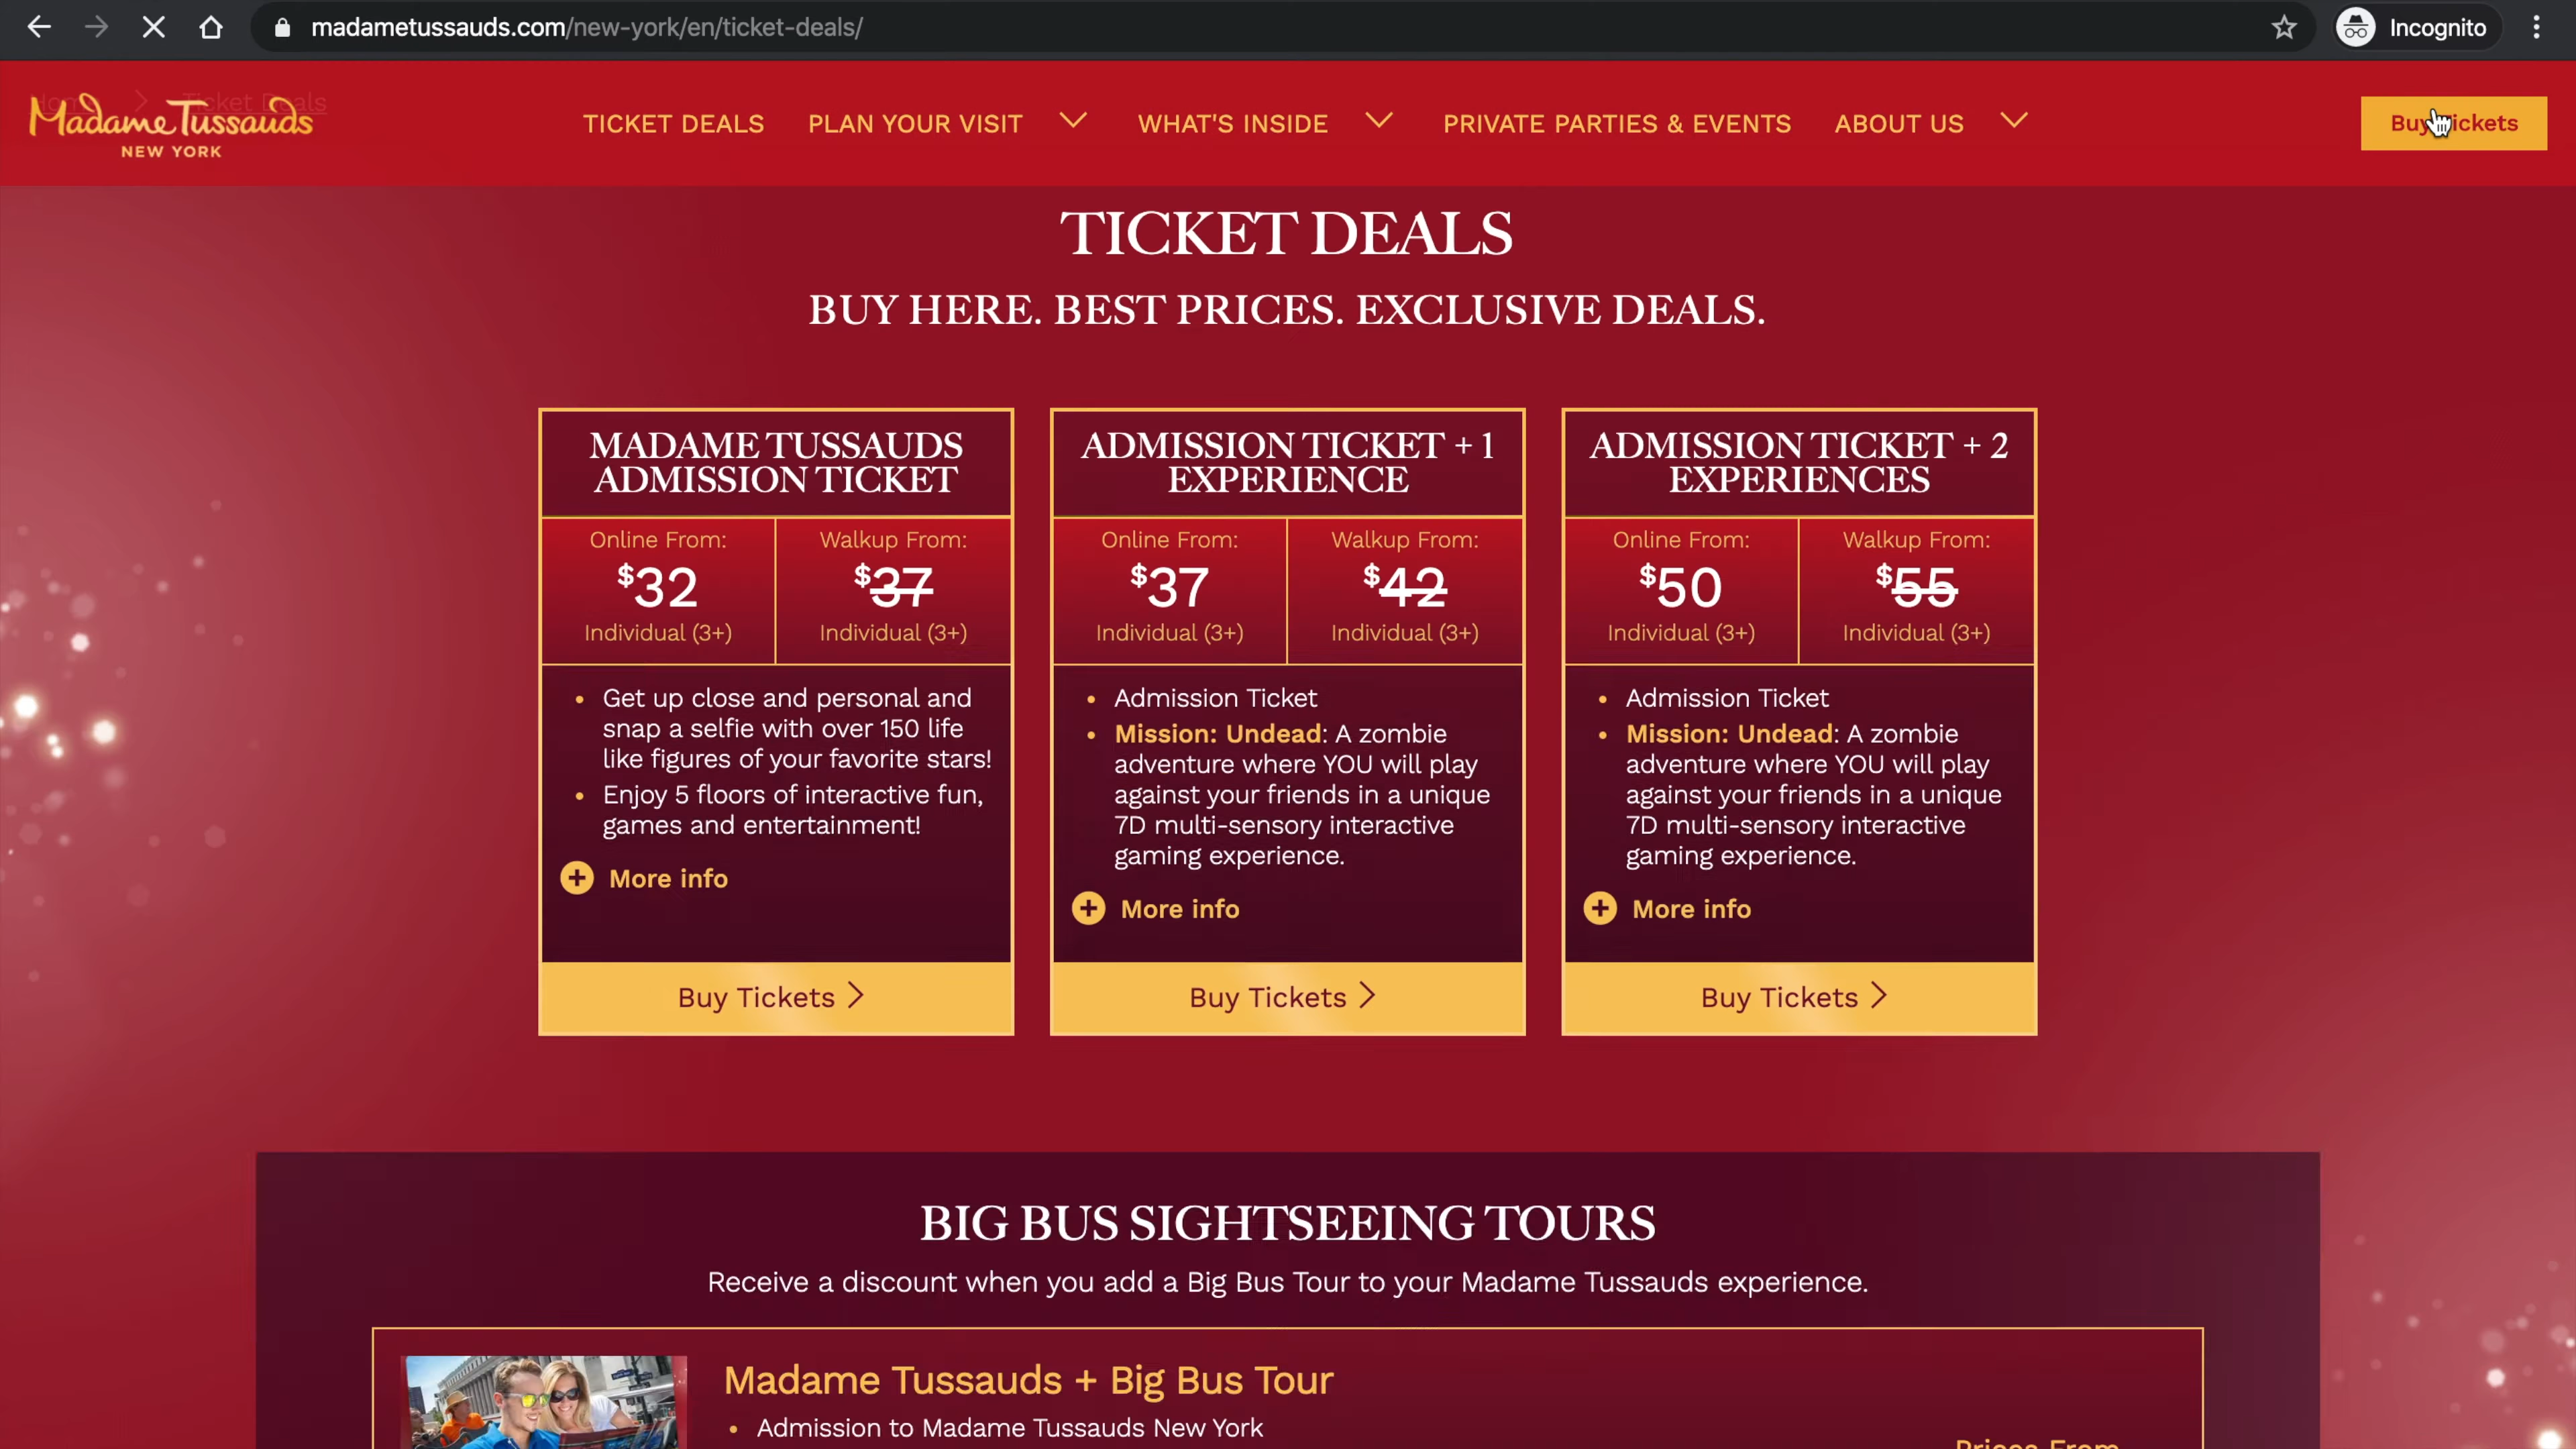 madametussauds.com/new-york/en/ticket-deals/
Incognito
Home > Ticket Deals
Madame Tussauds
NEW YORK
TICKET DEALS
PLAN YOUR VISIT
WHAT'S INSIDE
PRIVATE PARTIES & EVENTS
ABOUT US
Buy Tickets
TICKET DEALS
BUY HERE. BEST PRICES. EXCLUSIVE DEALS.
MADAME TUSSAUDS
ADMISSION TICKET
Online From:
$32
Individual (3+)
Walkup From:
$37
Individual (3+)
• Get up close and personal and
snap a selfie with over 150 life
like figures of your favorite stars!
• Enjoy 5 floors of interactive fun,
games and entertainment!
+ More info
Buy Tickets >
ADMISSION TICKET + 1
EXPERIENCE
Online From:
$37
Individual (3+)
Walkup From:
$42
Individual (3+)
• Admission Ticket
• Mission: Undead: A zombie
adventure where YOU will play
against your friends in a unique
7D multi-sensory interactive
gaming experience.
+ More info
Buy Tickets >
ADMISSION TICKET + 2
EXPERIENCES
Online From:
$50
Individual (3+)
Walkup From:
$55
Individual (3+)
• Admission Ticket
• Mission: Undead: A zombie
adventure where YOU will play
against your friends in a unique
7D multi-sensory interactive
gaming experience.
+ More info
Buy Tickets >
BIG BUS SIGHTSEEING TOURS
Receive a discount when you add a Big Bus Tour to your Madame Tussauds experience.
Madame Tussauds + Big Bus Tour
• Admission to Madame Tussauds New York
Prices From